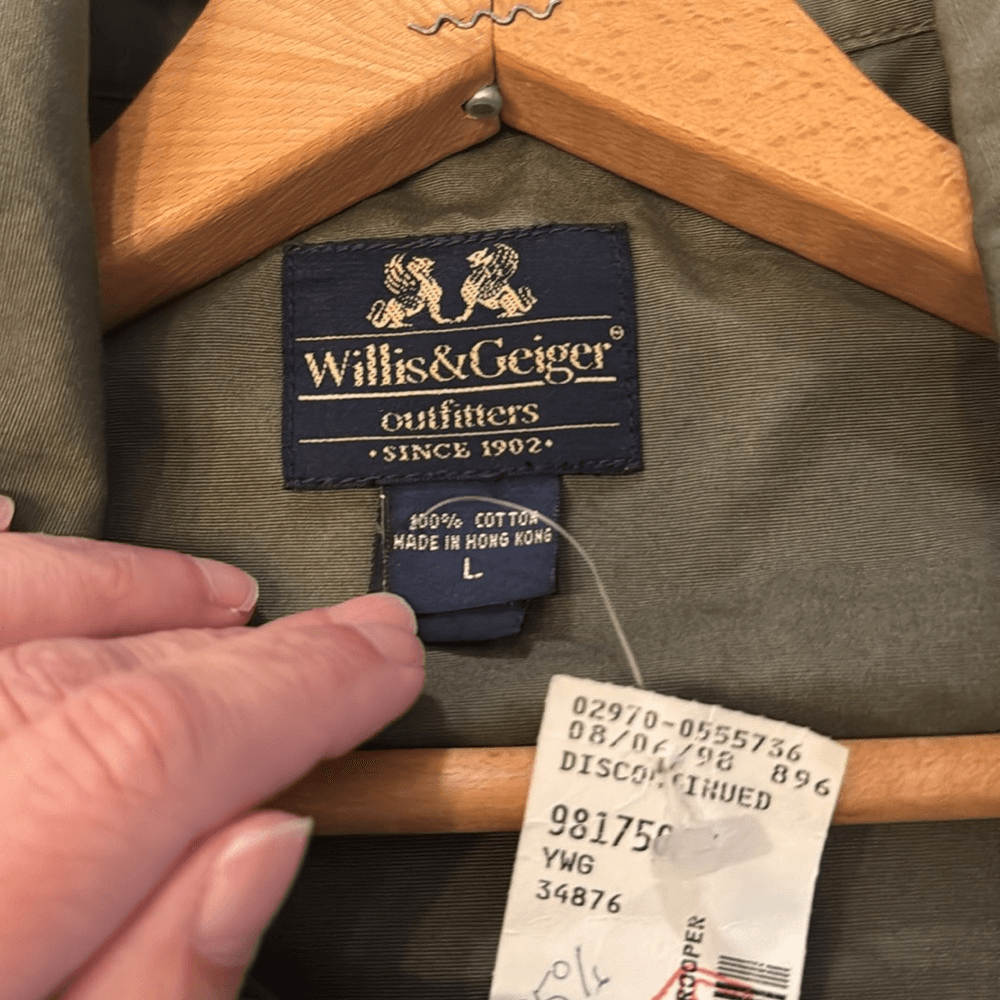 Willis&Geiger®
outfitters
•SINCE 1902•
100% COTTON
MADE IN HONG KONG
L
02970-0555736
08/06/98 896
DISCONTINUED
YWG
34876
ROOPER